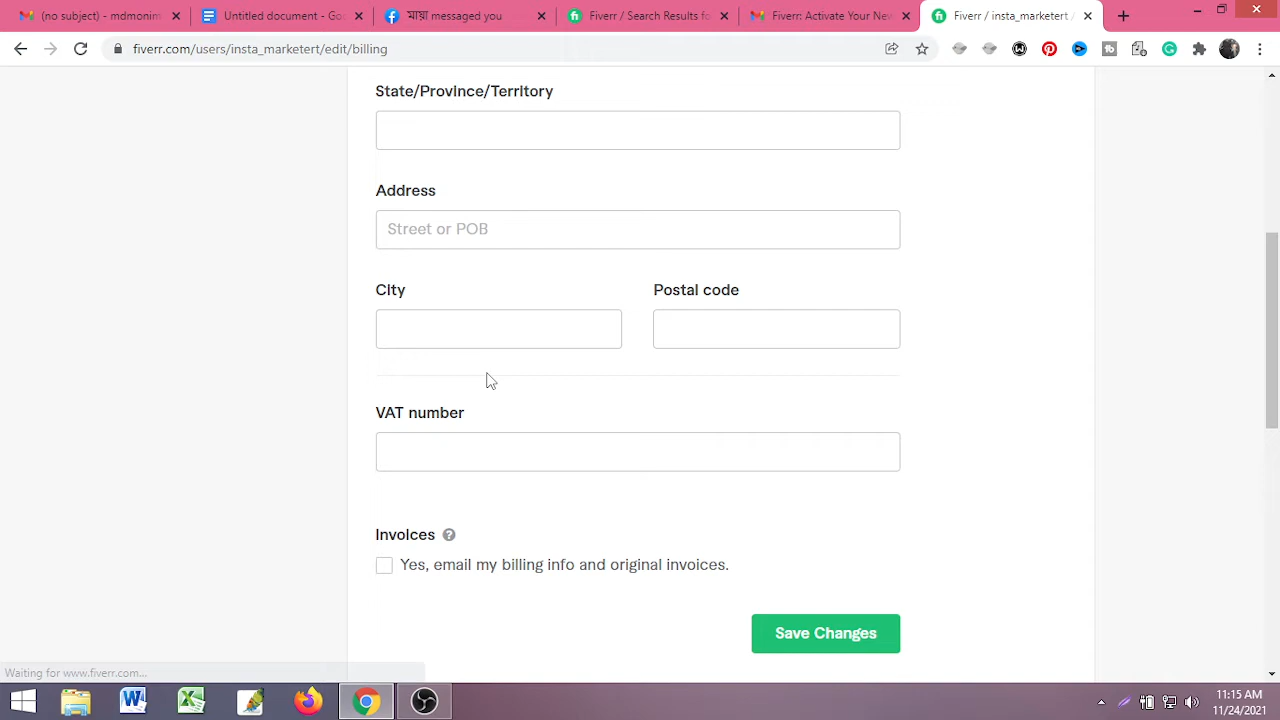 (no subject) - mdmonim
Untitled document - Go
মায়া messaged you
Fiverr / Search Results fo
Fiverr: Activate Your Nev
Fiverr / insta_marketert /
fiverr.com/users/insta_marketert/edit/billing
State/Province/Territory
Address
Street or POB
City
Postal code
VAT number
Invoices ?
Yes, email my billing info and original invoices.
Save Changes
Waiting for www.fiverr.com...
11:15 AM
11/24/2021